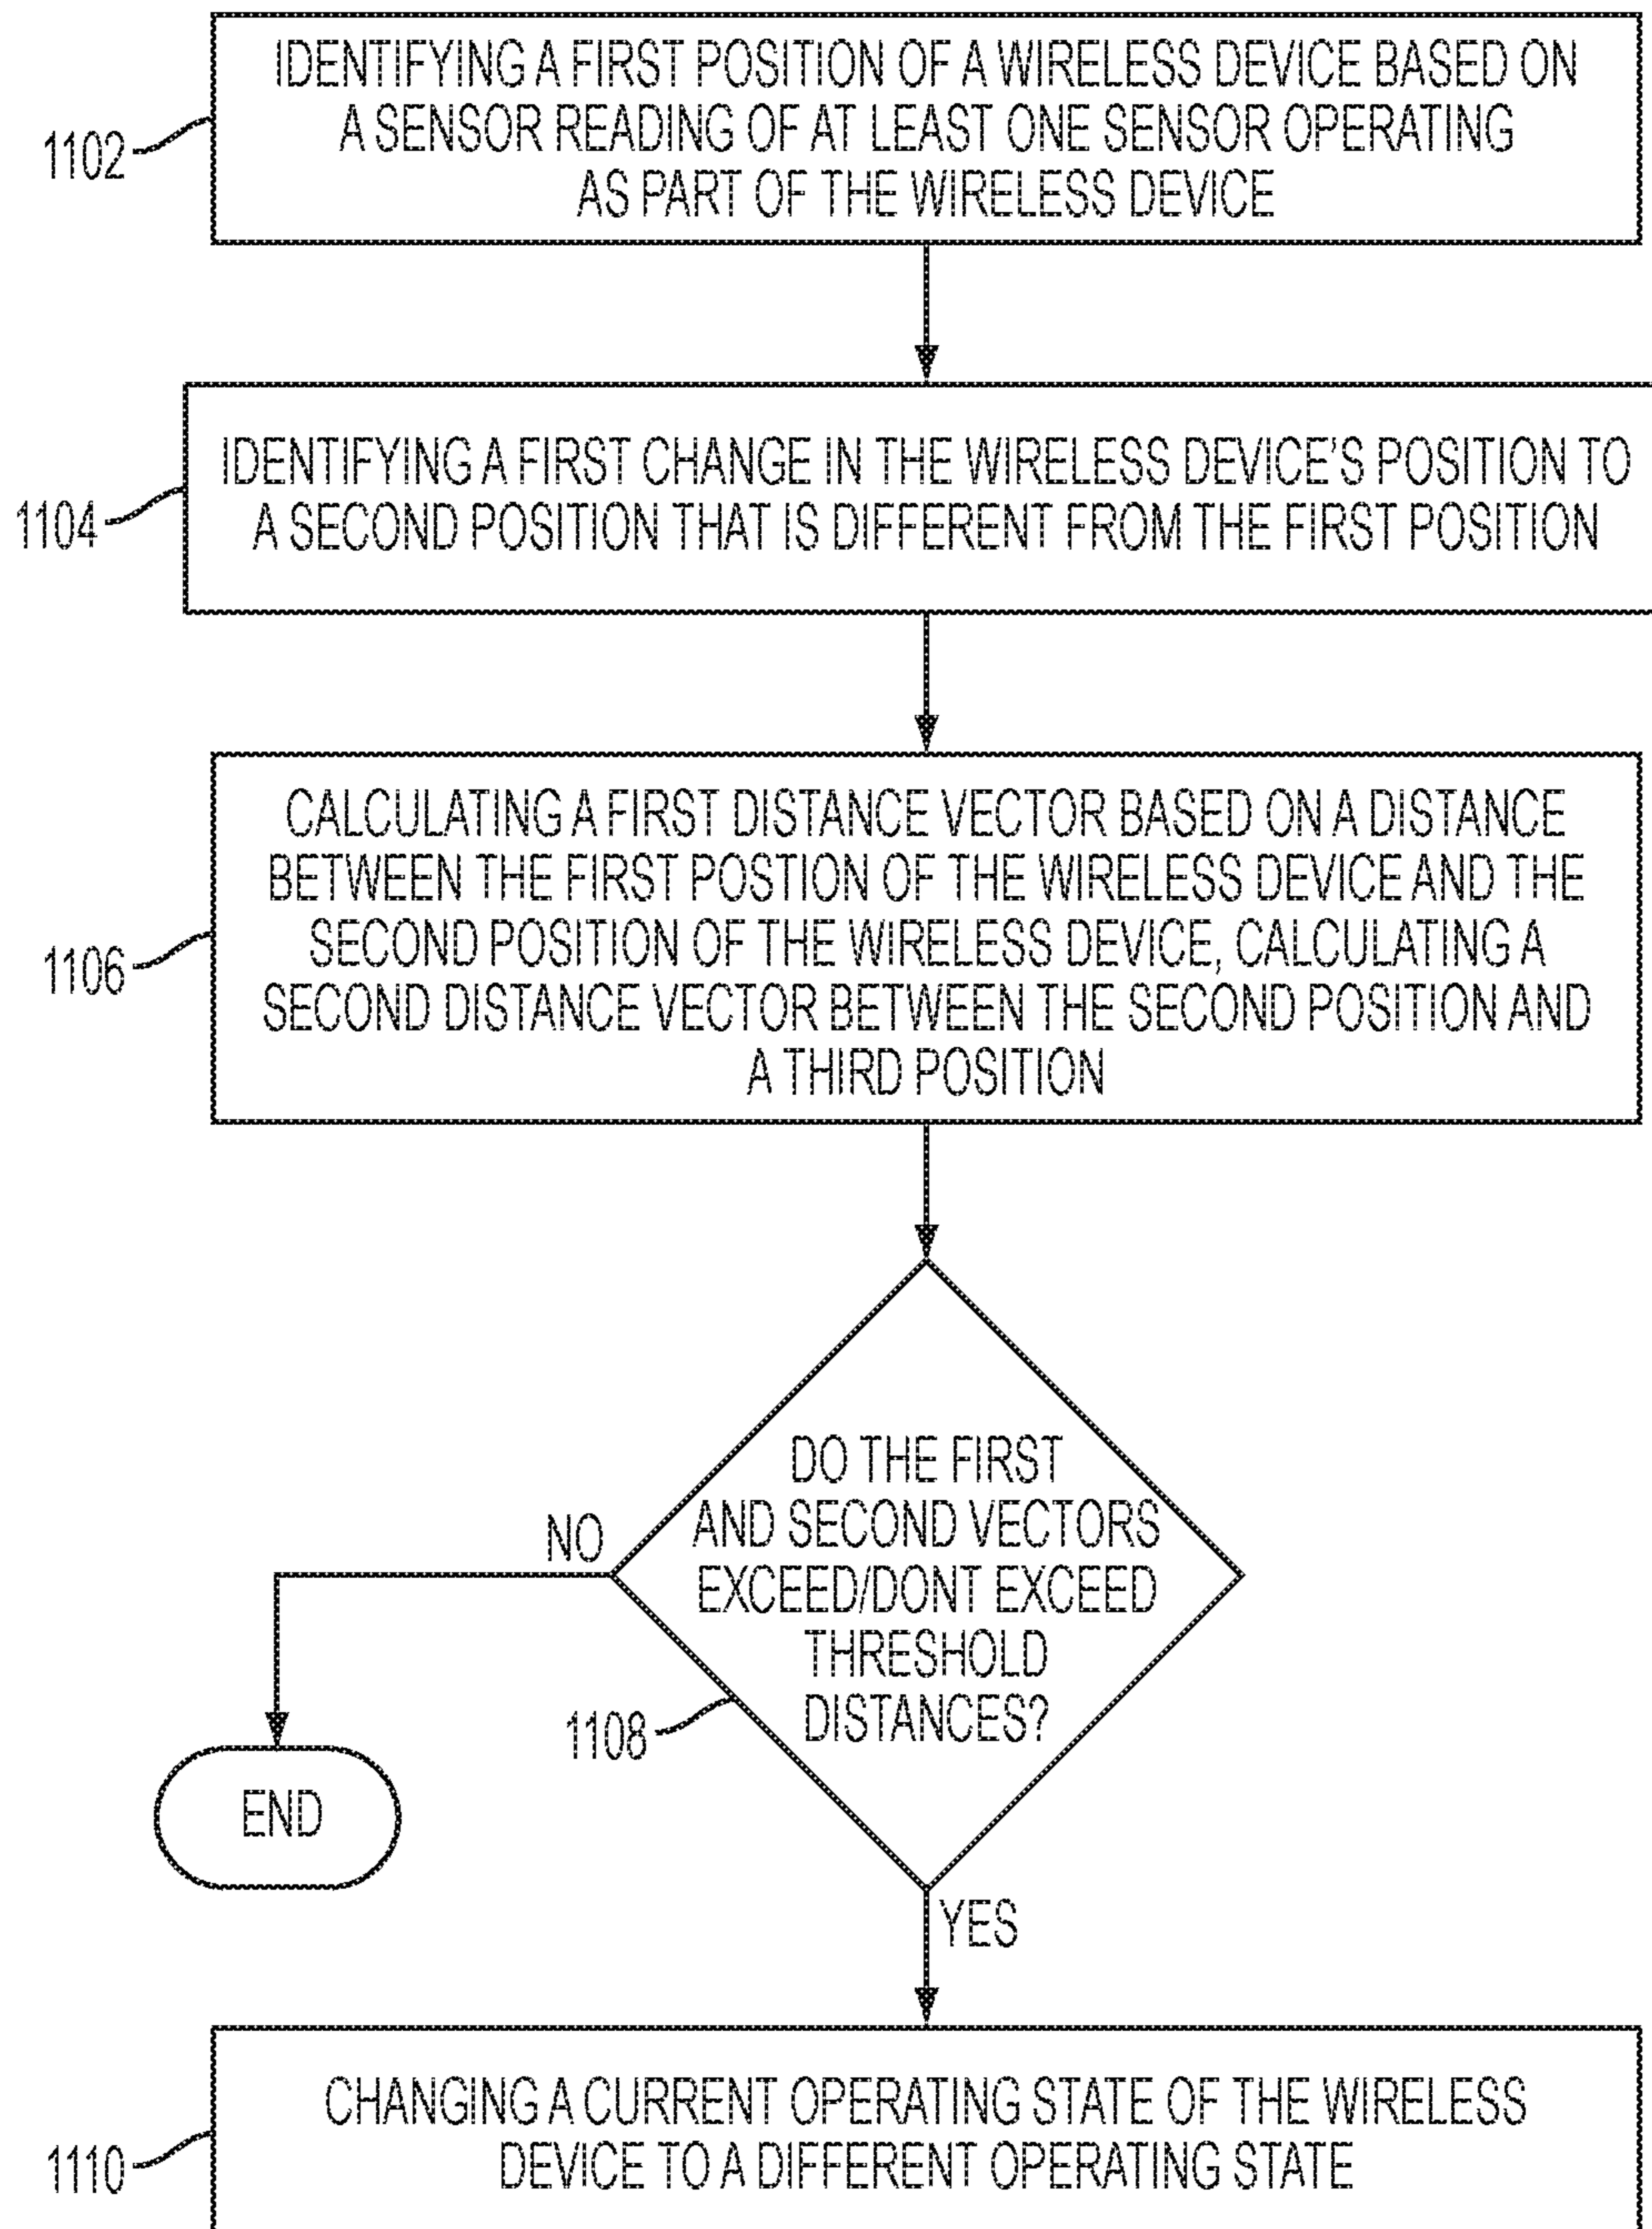 IDENTIFYING A FIRST POSITION OF A WIRELESS DEVICE BASED ON
A SENSOR READING OF AT LEAST ONE SENSOR OPERATING
AS PART OF THE WIRELESS DEVICE
1102
IDENTIFYING A FIRST CHANGE IN THE WIRELESS DEVICE'S POSITION TO
A SECOND POSITION THAT IS DIFFERENT FROM THE FIRST POSITION
1104
CALCULATING A FIRST DISTANCE VECTOR BASED ON A DISTANCE
BETWEEN THE FIRST POSTION OF THE WIRELESS DEVICE AND THE
SECOND POSITION OF THE WIRELESS DEVICE, CALCULATING A
SECOND DISTANCE VECTOR BETWEEN THE SECOND POSITION AND
A THIRD POSITION
1106
DO THE FIRST
AND SECOND VECTORS
EXCEED/DONT EXCEED
THRESHOLD
DISTANCES?
NO
1108
END
YES
CHANGING A CURRENT OPERATING STATE OF THE WIRELESS
DEVICE TO A DIFFERENT OPERATING STATE
1110